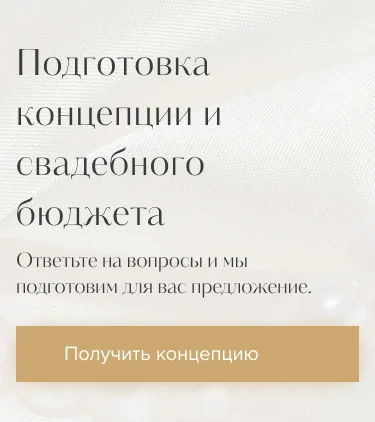 Подготовка
концепции и
свадебного
бюджета
Ответьте на вопросы и мы
подготовим для вас предложение.
Получить концепцию